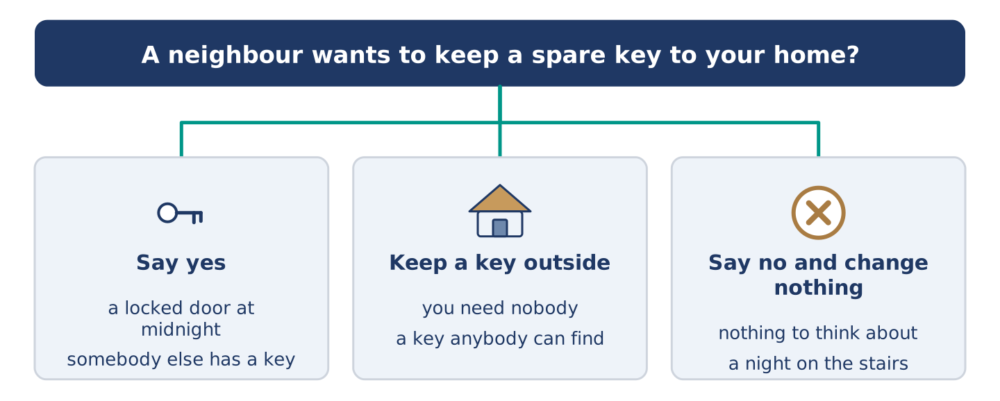 A neighbour wants to keep a spare key to your home?
Say yes
a locked door at
midnight
somebody else has a key
Keep a key outside
you need nobody
a key anybody can find
Say no and change
nothing
nothing to think about
a night on the stairs